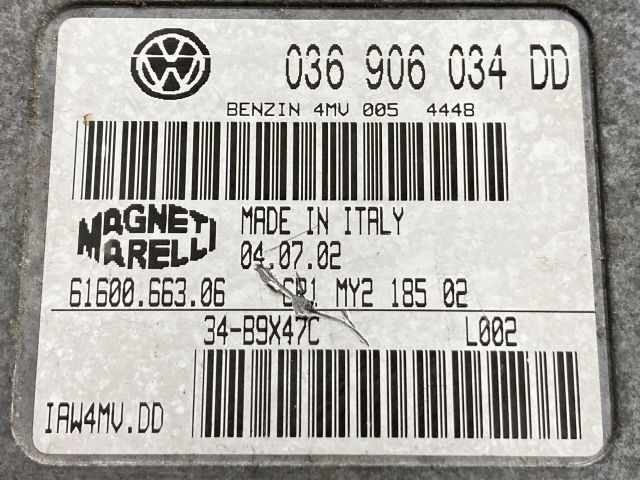 036 906 034 DD
BENZIN 4MV 005 4448
MAGNETI MARELLI
MADE IN ITALY
04.07.02
61600.663.06 CR1 MY2 185 02
34-B9X47C L002
IAW4MV.DD